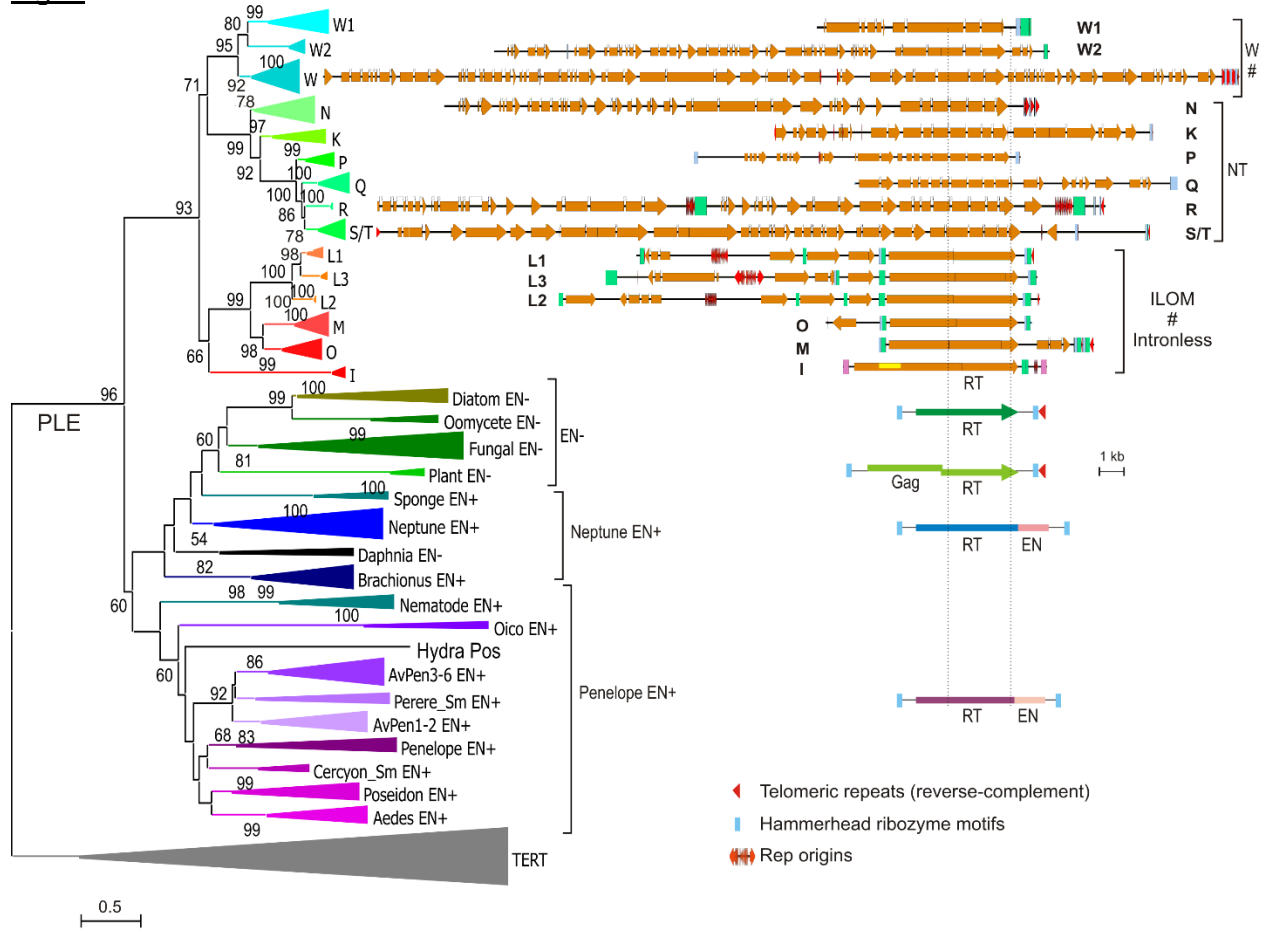 99
80
W1
W2
95
100
W
92
71
78
N
97
K
99
99
P
92
100
Q
100
100
R
86
S/T
78
93
98
L1
100
L3
99
100
L2
100
M
98
O
66
99
I
96
PLE
100
99
Diatom EN-
Oomycete EN-
60
99
Fungal EN-
81
Plant EN-
EN-
100
Sponge EN+
100
Neptune EN+
54
Daphnia EN-
82
Brachionus EN+
Neptune EN+
98
99
Nematode EN+
60
100
Oico EN+
Hydra Pos
60
86
AvPen3-6 EN+
92
Perere_Sm EN+
AvPen1-2 EN+
68
83
Penelope EN+
Cercyon_Sm EN+
99
Poseidon EN+
Aedes EN+
99
Penelope EN+
TERT
0.5
W1
W2
W
#
N
K
P
Q
R
S/T
NT
L1
L3
L2
O
M
I
RT
ILOM
#
Intronless
RT
1 kb
Gag
RT
RT
EN
RT
EN
Telomeric repeats (reverse-complement)
Hammerhead ribozyme motifs
Rep origins